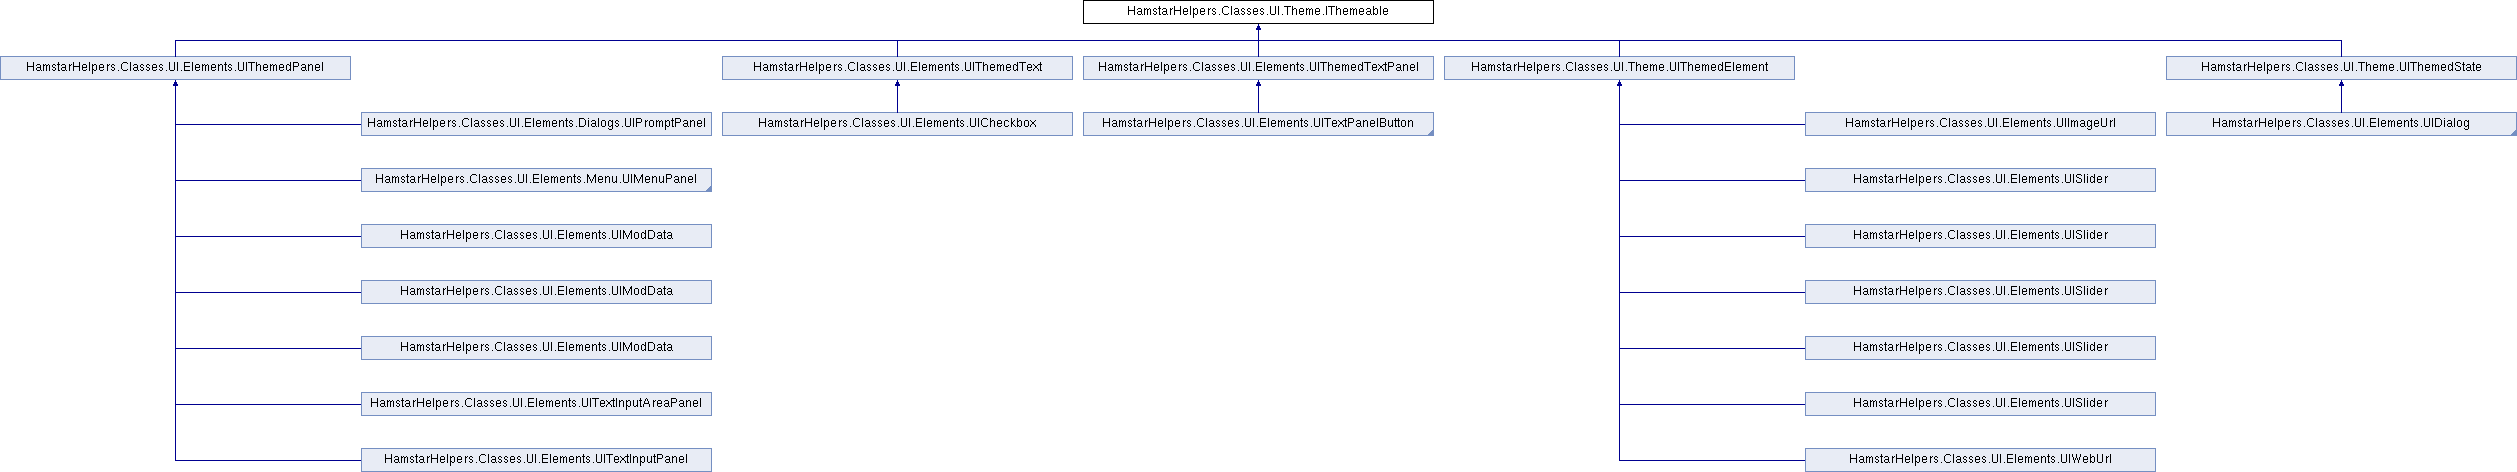 HamstarHelpers.Classes.UI.Theme.IThemeable
HamstarHelpers.Classes.UI.Elements.UIThemedPanel
HamstarHelpers.Classes.UI.Elements.UIThemedText
HamstarHelpers.Classes.UI.Elements.UIThemedTextPanel
HamstarHelpers.Classes.UI.Theme.UIThemedElement
HamstarHelpers.Classes.UI.Theme.UIThemedState
HamstarHelpers.Classes.UI.Elements.Dialogs.UIPromptPanel
HamstarHelpers.Classes.UI.Elements.UICheckbox
HamstarHelpers.Classes.UI.Elements.UITextPanelButton
HamstarHelpers.Classes.UI.Elements.UIImageUrl
HamstarHelpers.Classes.UI.Elements.UIDialog
HamstarHelpers.Classes.UI.Elements.Menu.UIMenuPanel
HamstarHelpers.Classes.UI.Elements.UISlider
HamstarHelpers.Classes.UI.Elements.UIModData
HamstarHelpers.Classes.UI.Elements.UISlider
HamstarHelpers.Classes.UI.Elements.UIModData
HamstarHelpers.Classes.UI.Elements.UISlider
HamstarHelpers.Classes.UI.Elements.UIModData
HamstarHelpers.Classes.UI.Elements.UISlider
HamstarHelpers.Classes.UI.Elements.UITextInputAreaPanel
HamstarHelpers.Classes.UI.Elements.UISlider
HamstarHelpers.Classes.UI.Elements.UITextInputPanel
HamstarHelpers.Classes.UI.Elements.UIWebUrl